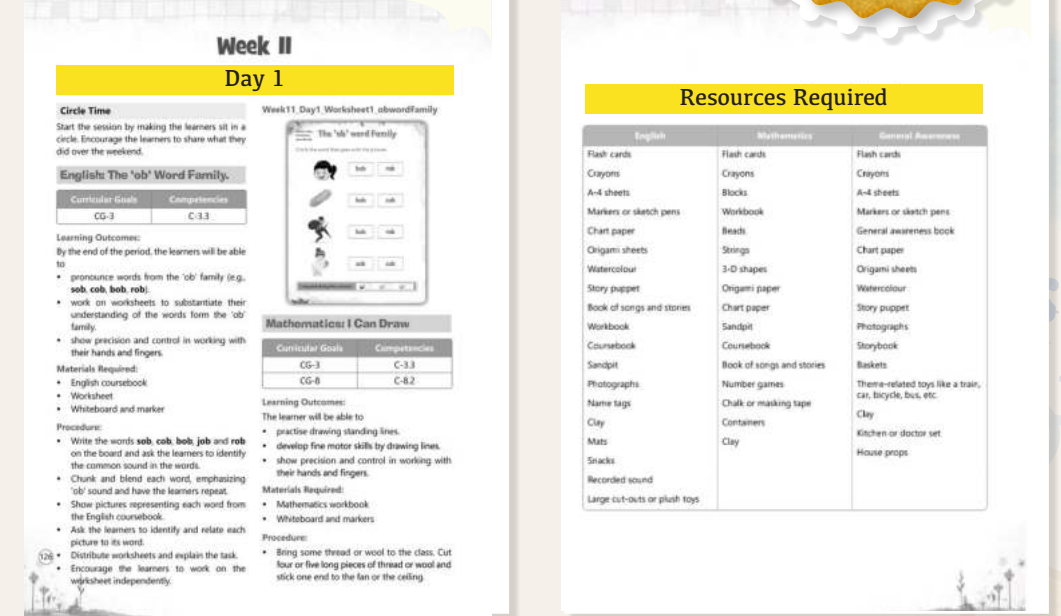 Week II
Day 1
Circle Time
Start the session by making the learners sit in a
circle. Encourage the learners to share what they
did over the weekend.
English: The 'ob' Word Family.
Curricular Goals Competencies
CG-3 C-3.3
Learning Outcomes:
By the end of the period, the learners will be able
to
• pronounce words from the 'ob' family (e.g.,
sob, cob, bob, rob).
• work on worksheets to substantiate their
understanding of the words form the 'ob'
family.
• show precision and control in working with
their hands and fingers.
Materials Required:
• English coursebook
• Worksheet
• Whiteboard and marker
Procedure:
• Write the words sob, cob, bob, job and rob
on the board and ask the learners to identify
the common sound in the words.
• Chunk and blend each word, emphasizing
'ob' sound and have the learners repeat.
• Show pictures representing each word from
the English coursebook.
• Ask the learners to identify and relate each
picture to its word.
• Distribute worksheets and explain the task.
• Encourage the learners to work on the
worksheet independently.
126
Week11_Day1_Worksheet1_obwordFamily
The 'ob' word Family
Mathematics: I Can Draw
Curricular Goals Competencies
CG-3 C-3.3
CG-8 C-8.2
Learning Outcomes:
The learner will be able to
• practise drawing standing lines.
• develop fine motor skills by drawing lines.
• show precision and control in working with
their hands and fingers.
Materials Required:
• Mathematics workbook
• Whiteboard and markers
Procedure:
• Bring some thread or wool to the class. Cut
four or five long pieces of thread or wool and
stick one end to the fan or the ceiling.
Resources Required
English Mathematics General Awareness
Flash cards Flash cards Flash cards
Crayons Crayons Crayons
A-4 sheets Blocks A-4 sheets
Markers or sketch pens Workbook Markers or sketch pens
Chart paper Beads General awareness book
Origami sheets Strings Chart paper
Watercolour 3-D shapes Origami sheets
Story puppet Origami paper Watercolour
Book of songs and stories Chart paper Story puppet
Workbook Sandpit Photographs
Coursebook Coursebook Storybook
Sandpit Book of songs and stories Baskets
Photographs Number games Theme-related toys like a train,
car, bicycle, bus, etc.
Name tags Chalk or masking tape Clay
Clay Containers Kitchen or doctor set
Mats Clay House props
Snacks
Recorded sound
Large cut-outs or plush toys